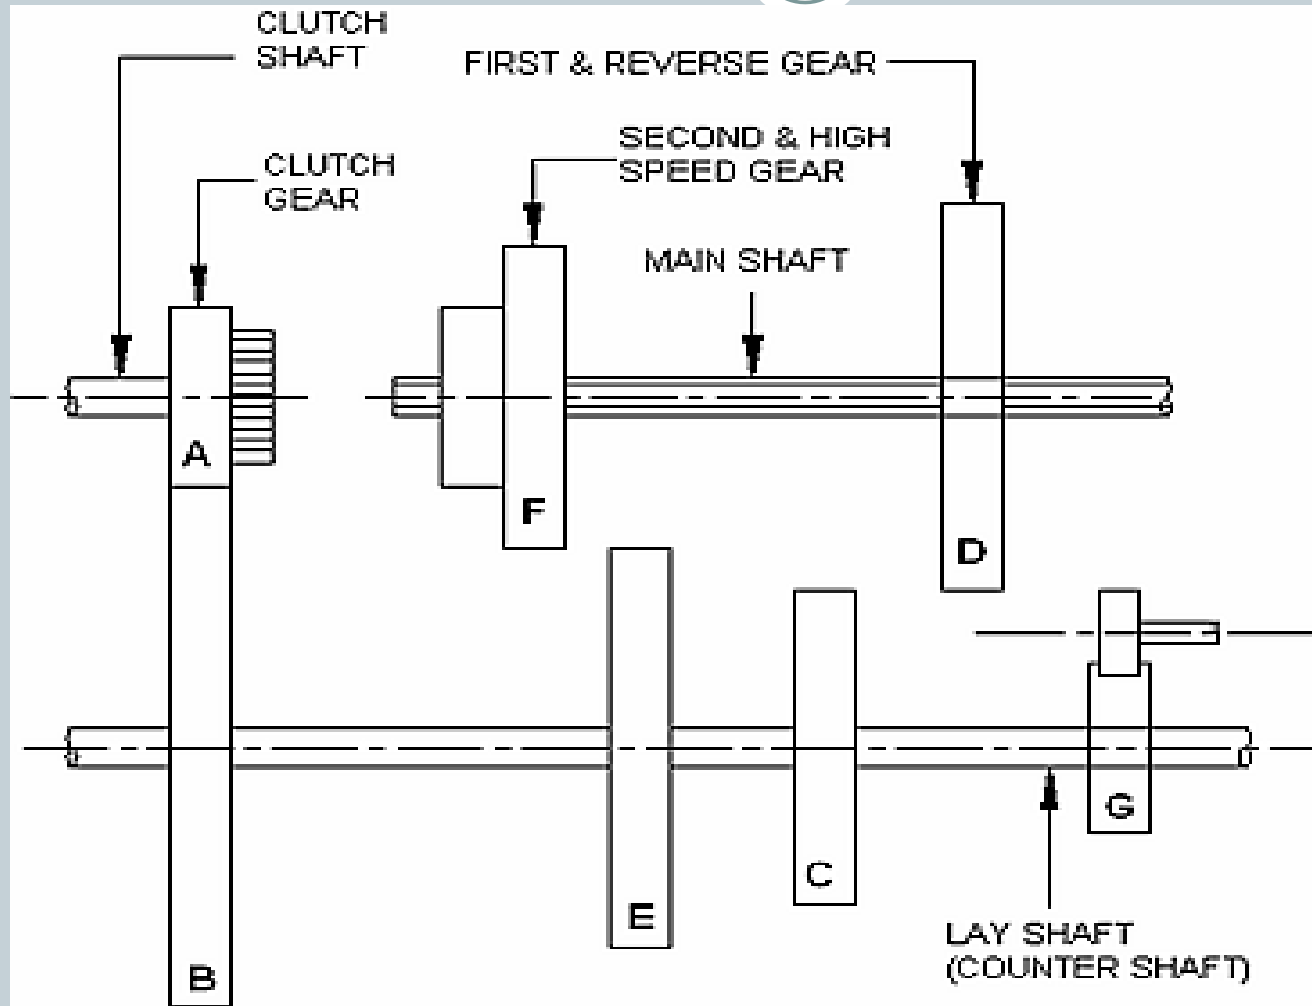 CLUTCH
SHAFT
FIRST & REVERSE GEAR
SECOND & HIGH
SPEED GEAR
CLUTCH
GEAR
MAIN SHAFT
A
F
D
G
C
E
B
LAY SHAFT
(COUNTER SHAFT)